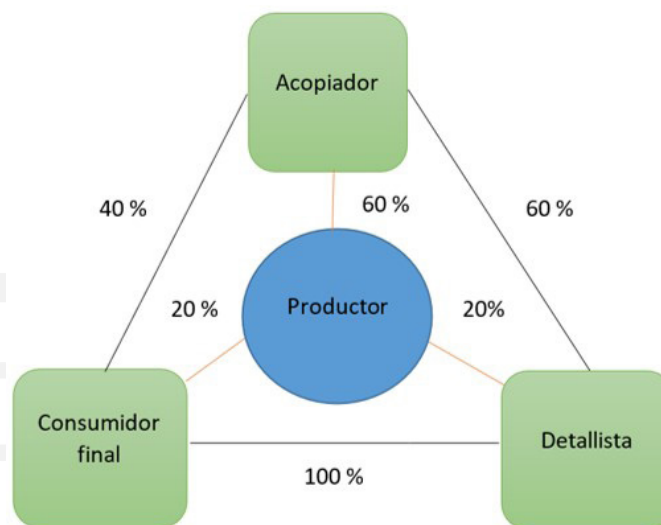 Acopiador
40 %
60 %
60 %
20 %
Productor
20%
Consumidor
final
Detallista
100 %